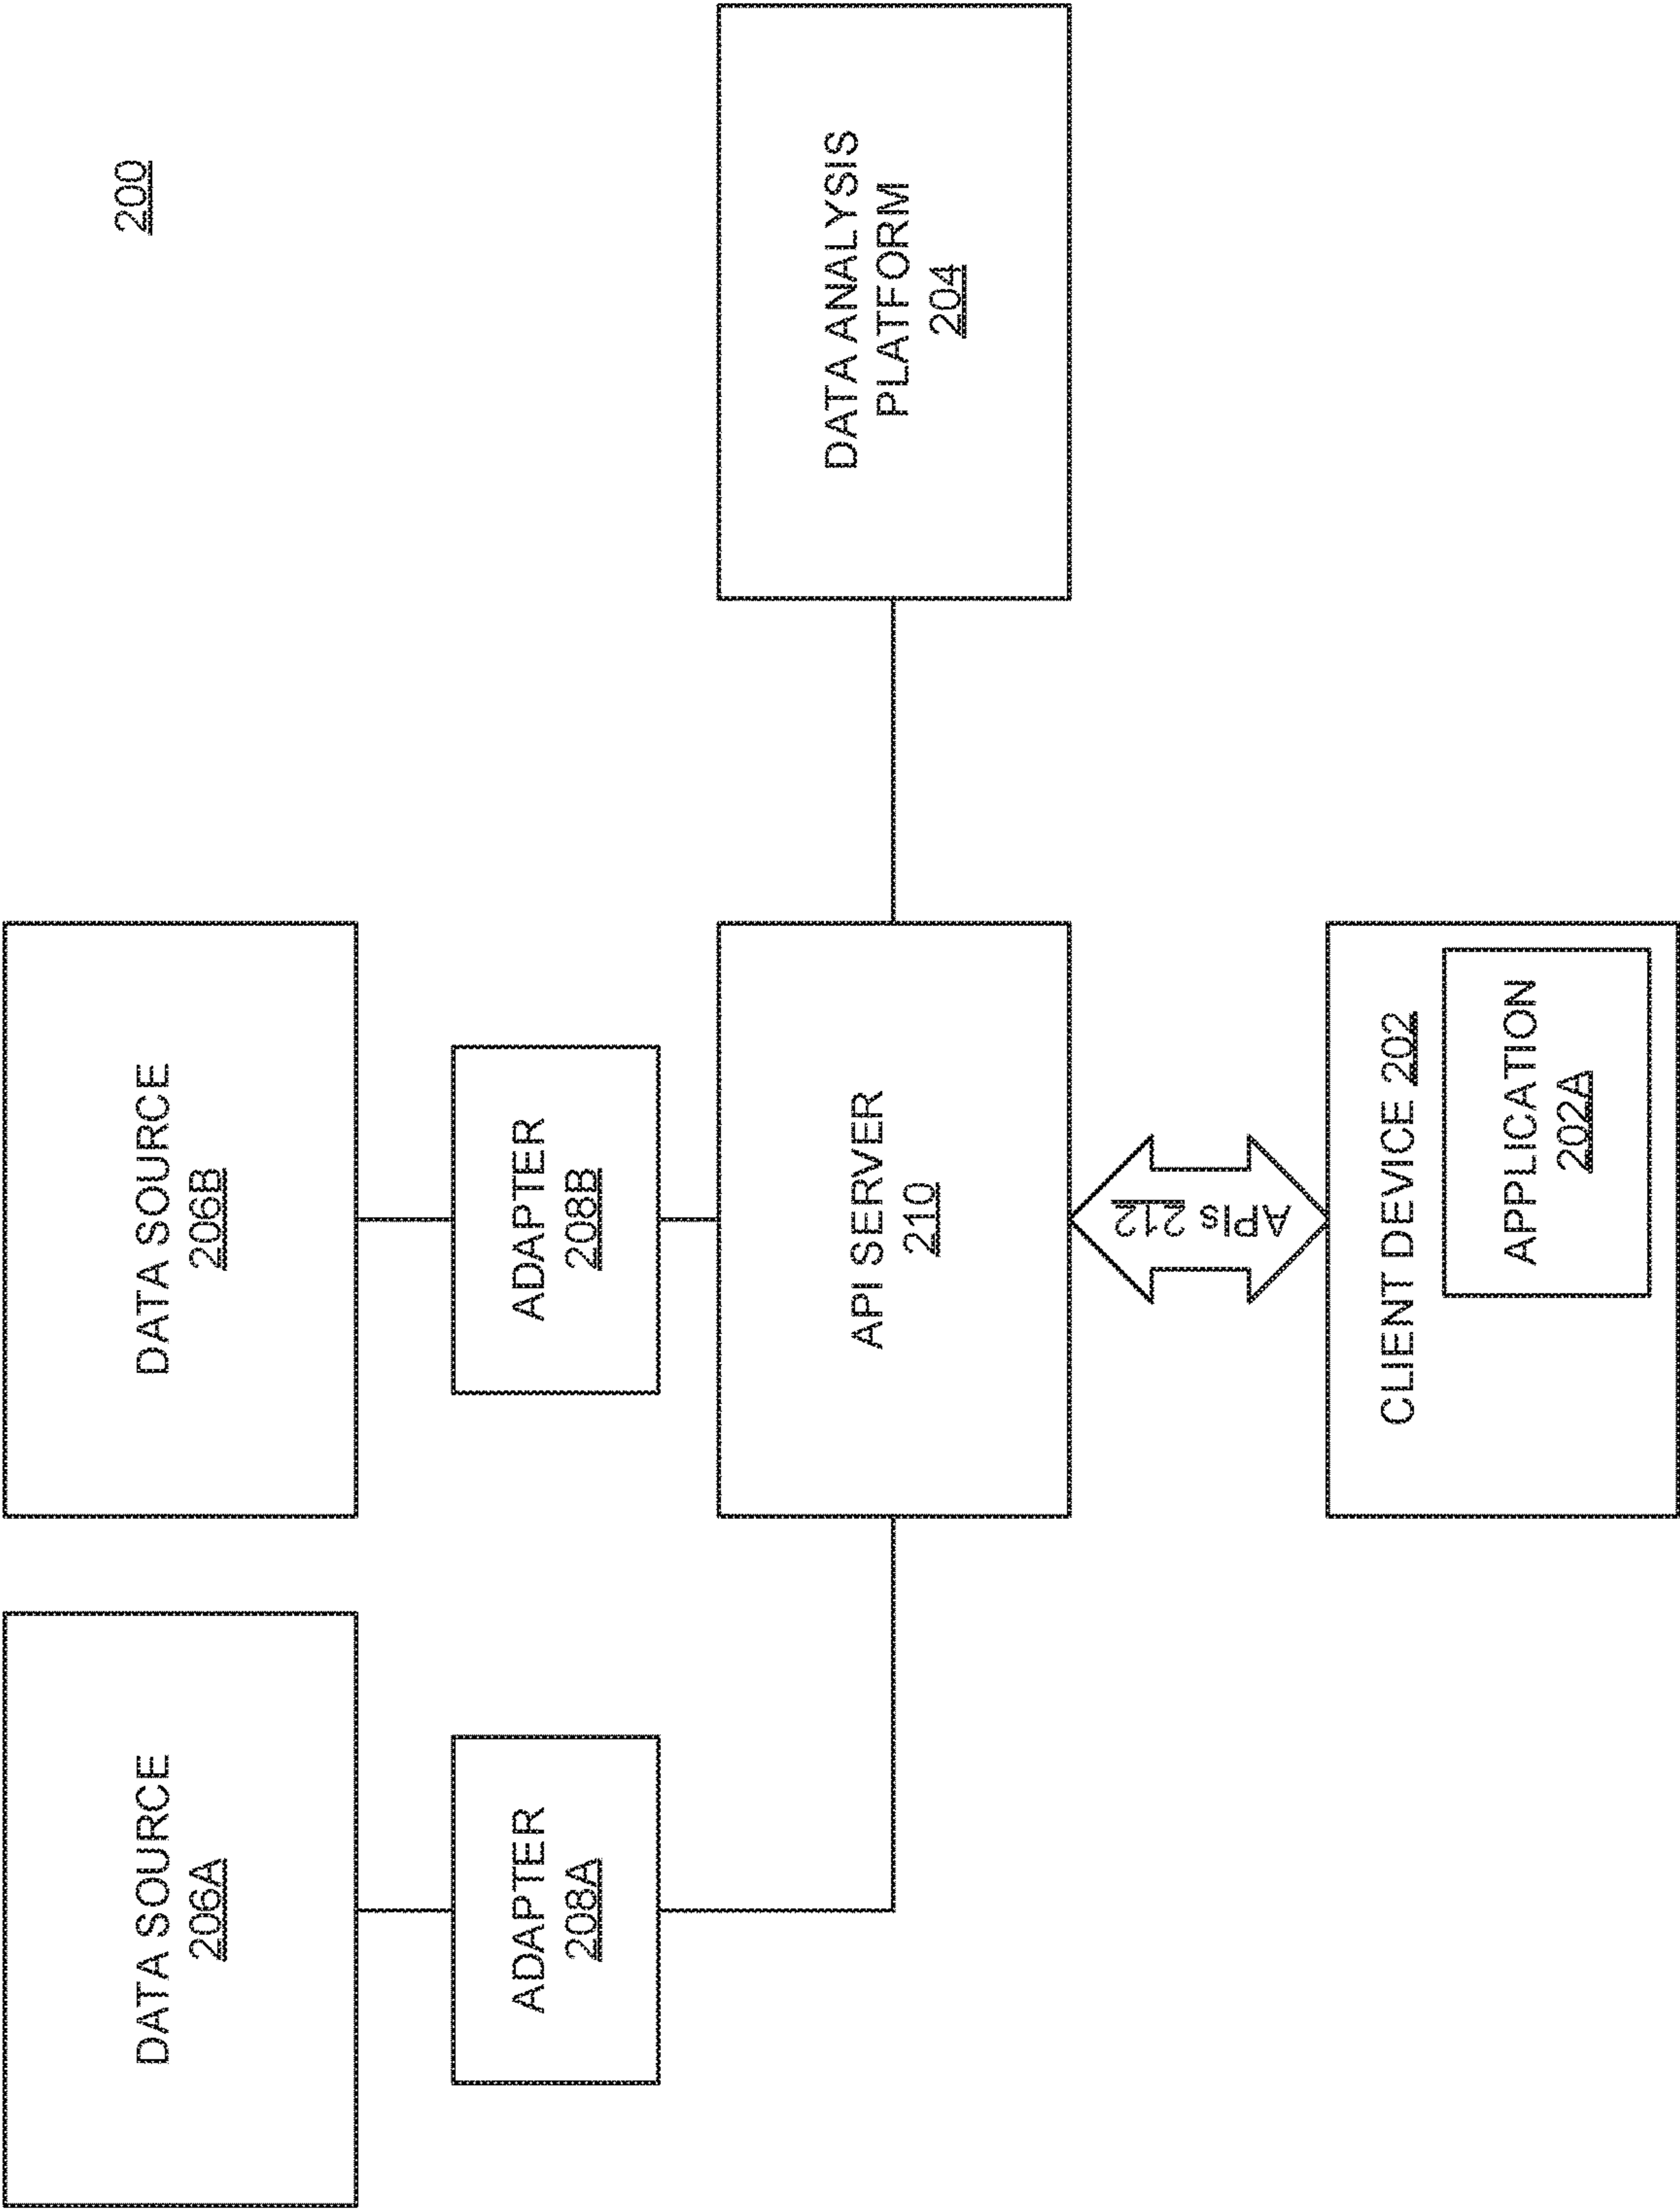 200
DATA SOURCE
206A
DATA SOURCE
206B
ADAPTER
208A
ADAPTER
208B
API SERVER
210
DATA ANALYSIS
PLATFORM
204
APIs 212
CLIENT DEVICE 202
APPLICATION
202A